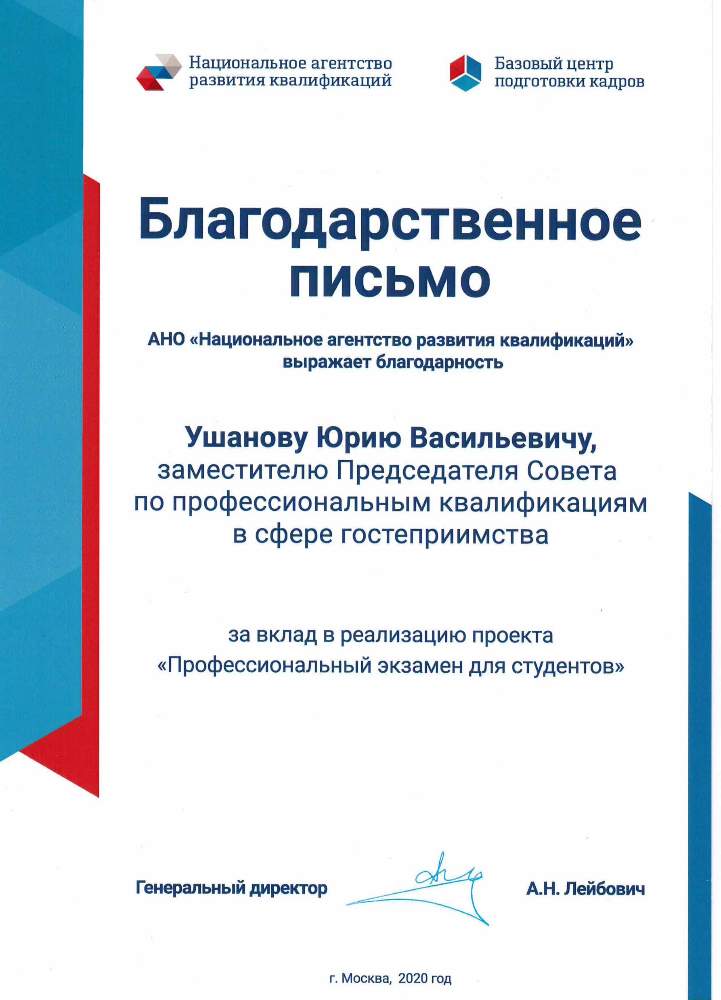 Национальное агентство
развития квалификаций
Базовый центр
подготовки кадров
Благодарственное
письмо
АНО «Национальное агентство развития квалификаций»
выражает благодарность
Ушанову Юрию Васильевичу,
заместителю Председателя Совета
по профессиональным квалификациям
в сфере гостеприимства
за вклад в реализацию проекта
«Профессиональный экзамен для студентов»
Генеральный директор
А.Н. Лейбович
г. Москва, 2020 год